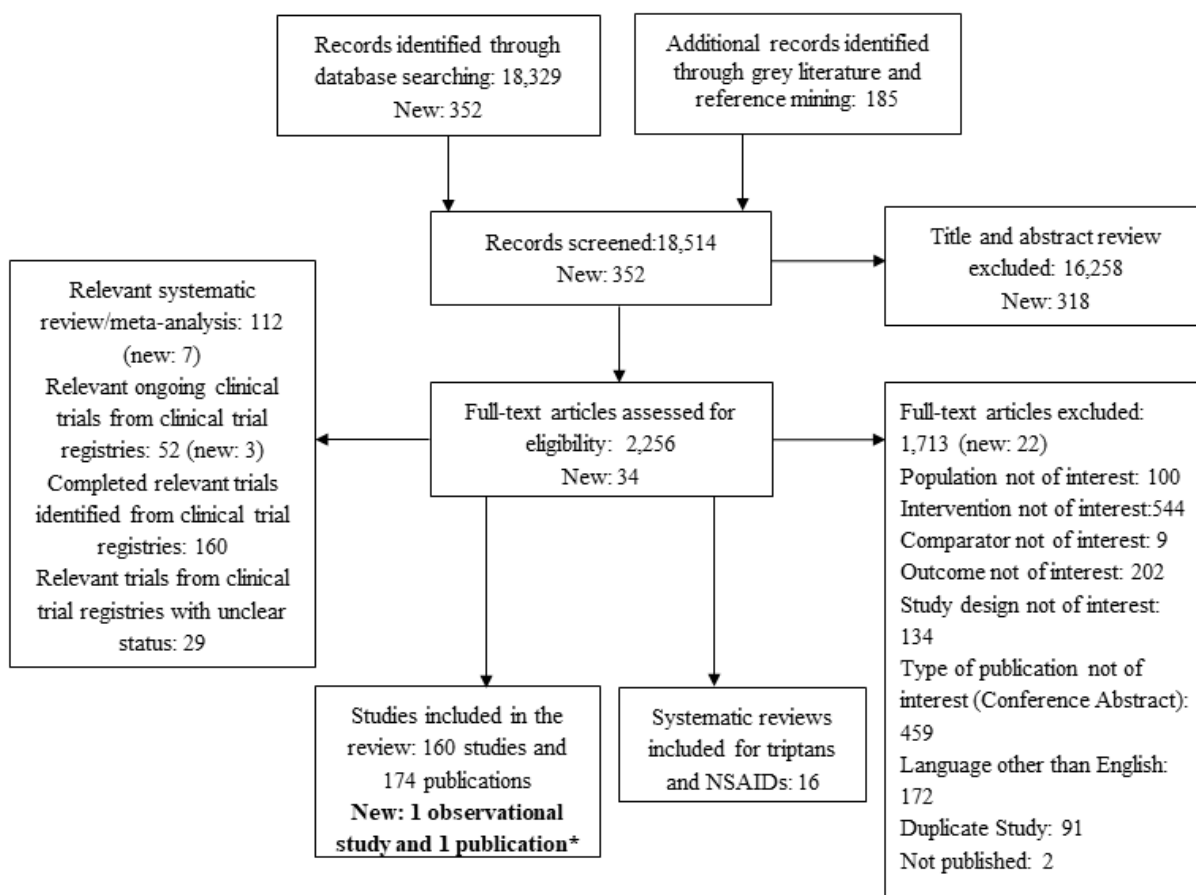 Records identified through
database searching: 18,329
New: 352
Additional records identified
through grey literature and
reference mining: 185
Records screened:18,514
New: 352
Title and abstract review
excluded: 16,258
New: 318
Relevant systematic
review/meta-analysis: 112
(new: 7)
Relevant ongoing clinical
trials from clinical trial
registries: 52 (new: 3)
Completed relevant trials
identified from clinical trial
registries: 160
Relevant trials from clinical
trial registries with unclear
status: 29
Full-text articles assessed for
eligibility: 2,256
New: 34
Full-text articles excluded:
1,713 (new: 22)
Population not of interest: 100
Intervention not of interest:544
Comparator not of interest: 9
Outcome not of interest: 202
Study design not of interest:
134
Type of publication not of
interest (Conference Abstract):
459
Language other than English:
172
Duplicate Study: 91
Not published: 2
Studies included in the
review: 160 studies and
174 publications
New: 1 observational
study and 1 publication*
Systematic reviews
included for triptans
and NSAIDs: 16